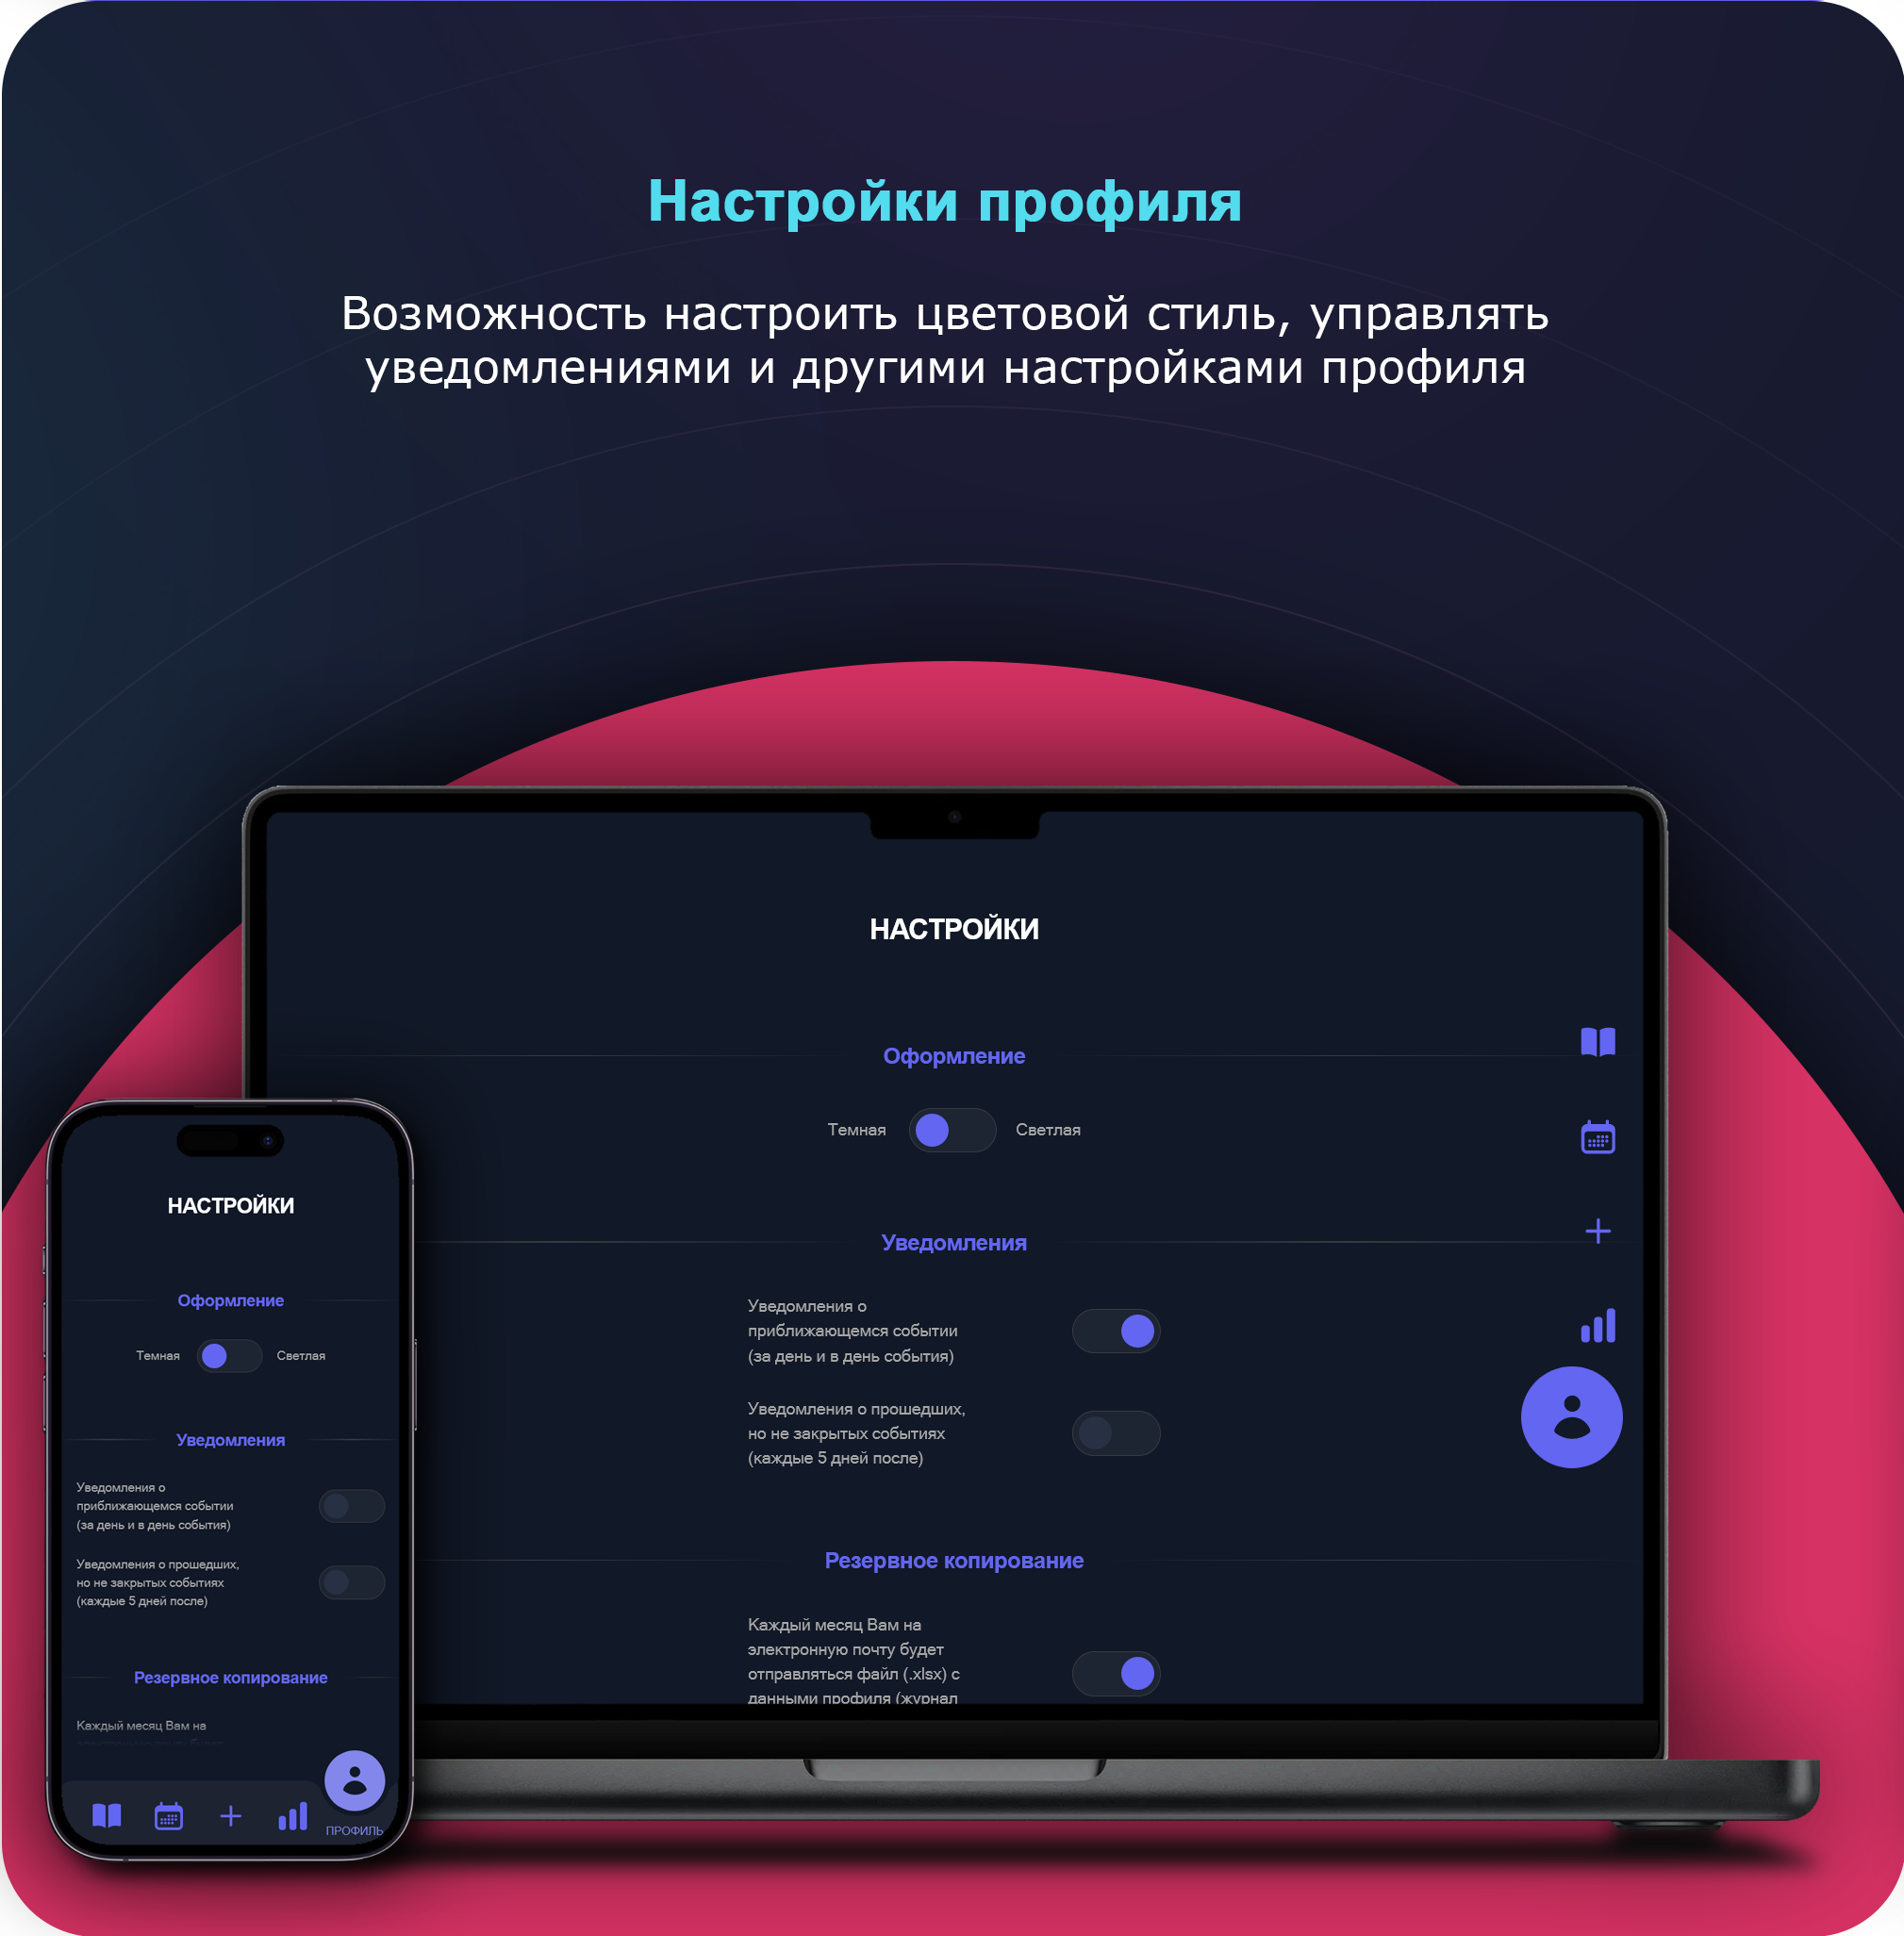 Настройки профиля
Возможность настроить цветовой стиль, управлять
уведомлениями и другими настройками профиля
НАСТРОЙКИ
Оформление
Темная
Светлая
Уведомления
Уведомления о
приближающемся событии
(за день и в день события)
Уведомления о прошедших,
но не закрытых событиях
(каждые 5 дней после)
Резервное копирование
Каждый месяц Вам на
электронную почту будет
отправляться файл (.xlsx) с
данными профиля (журнал
НАСТРОЙКИ
Оформление
Темная
Светлая
Уведомления
Уведомления о
приближающемся событии
(за день и в день события)
Уведомления о прошедших,
но не закрытых событиях
(каждые 5 дней после)
Резервное копирование
Каждый месяц Вам на
ПРОФИЛЬ